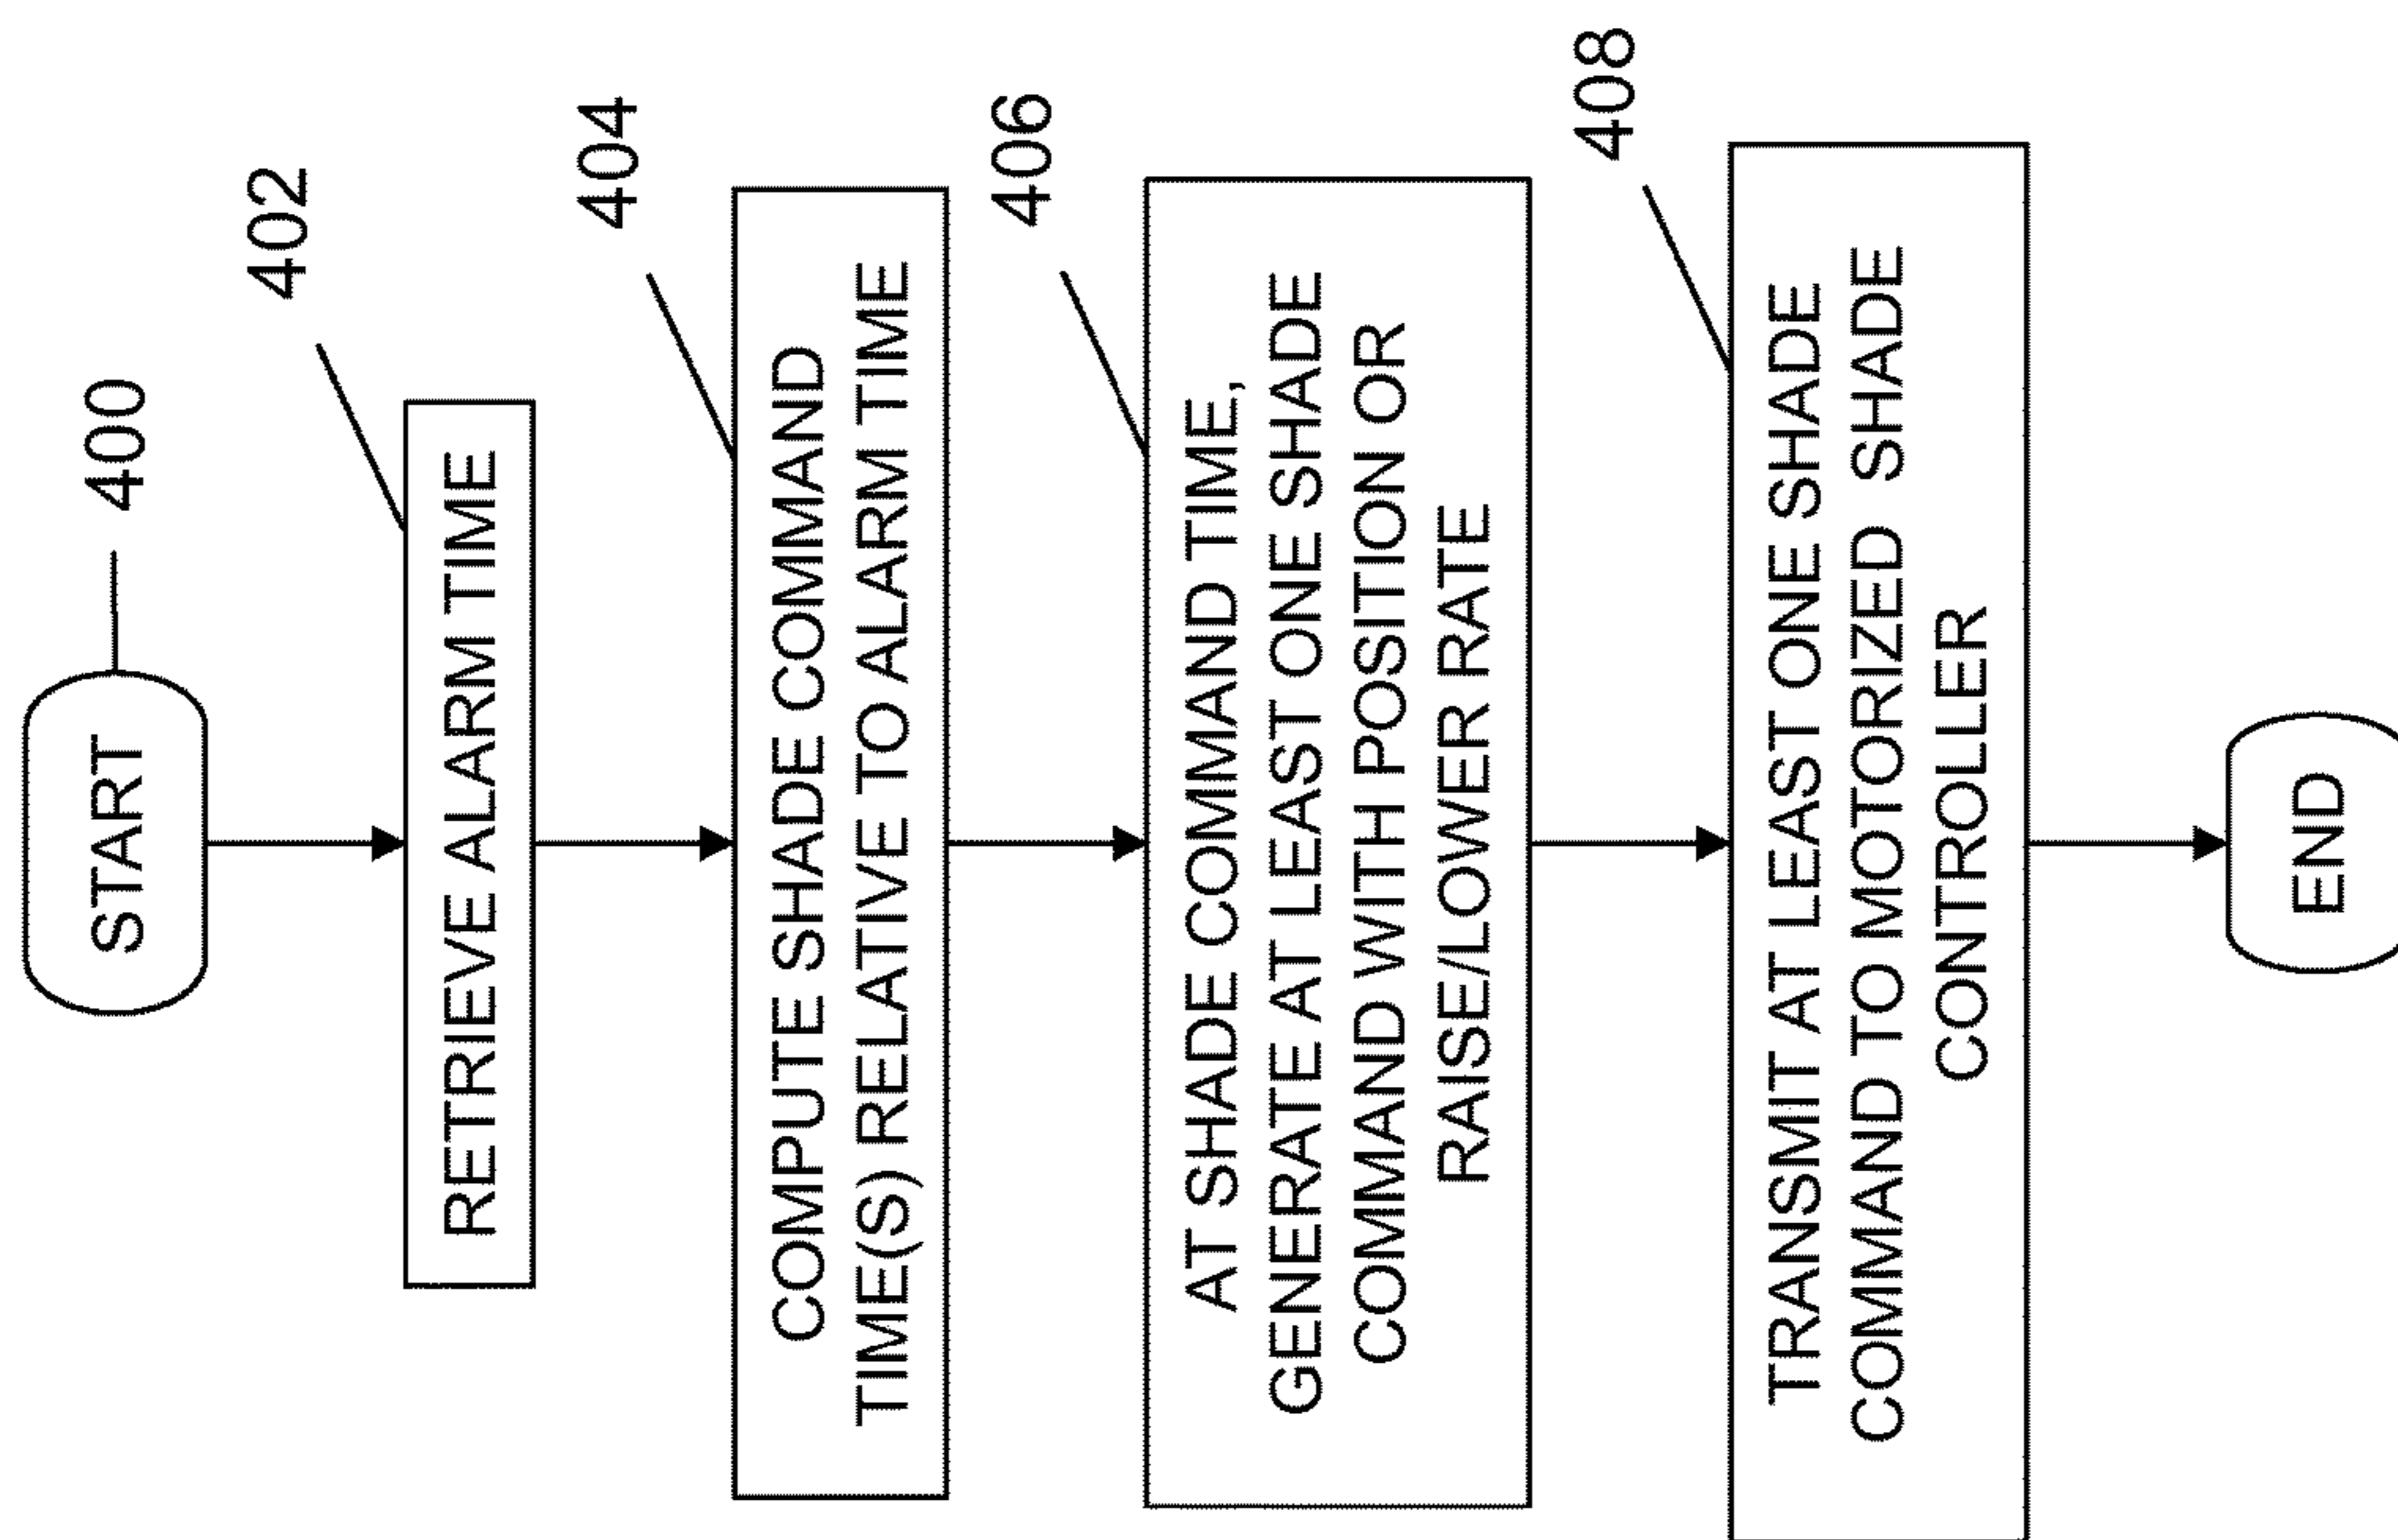 START
400
RETRIEVE ALARM TIME
402
COMPUTE SHADE COMMAND
TIME(S) RELATIVE TO ALARM TIME
404
AT SHADE COMMAND TIME,
GENERATE AT LEAST ONE SHADE
COMMAND WITH POSITION OR
RAISE/LOWER RATE
406
TRANSMIT AT LEAST ONE SHADE
COMMAND TO MOTORIZED SHADE
CONTROLLER
408
END